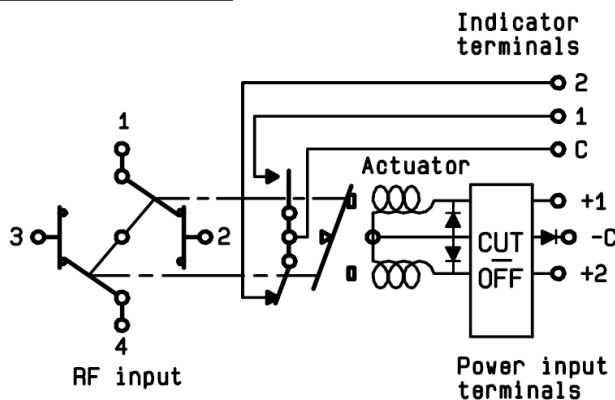 Indicator
terminals
2
1
C
1
Actuator
+1
3
2
CUT
OFF
-C
+2
4
RF input
Power input
terminals